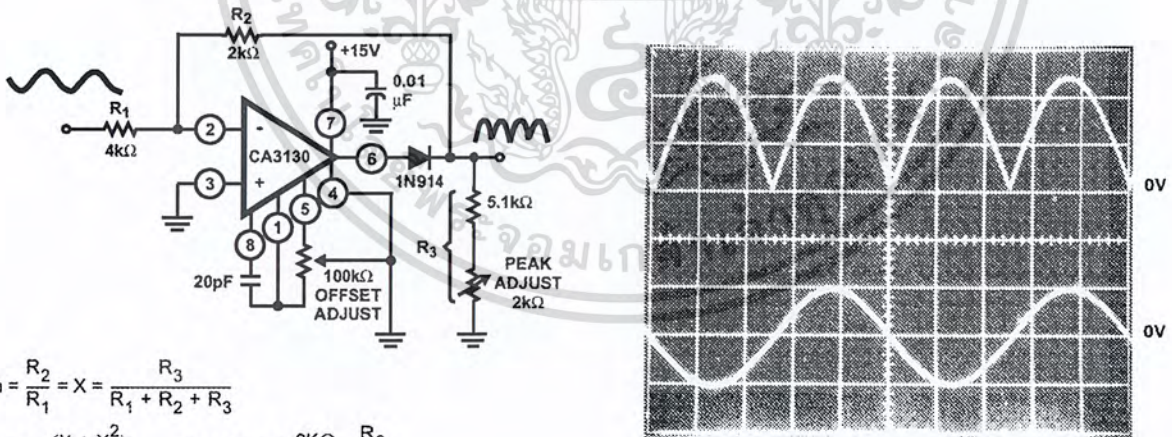 R2
2kΩ
+15V
0.01
μF
R1
4kΩ
2
3
-
+
CA3130
7
6
4
5
1
8
1N914
20pF
100kΩ
OFFSET
ADJUST
5.1kΩ
R3
PEAK
ADJUST
2kΩ
0V
0V
= R2/R1 = X = R3/(R1 + R2 + R3)